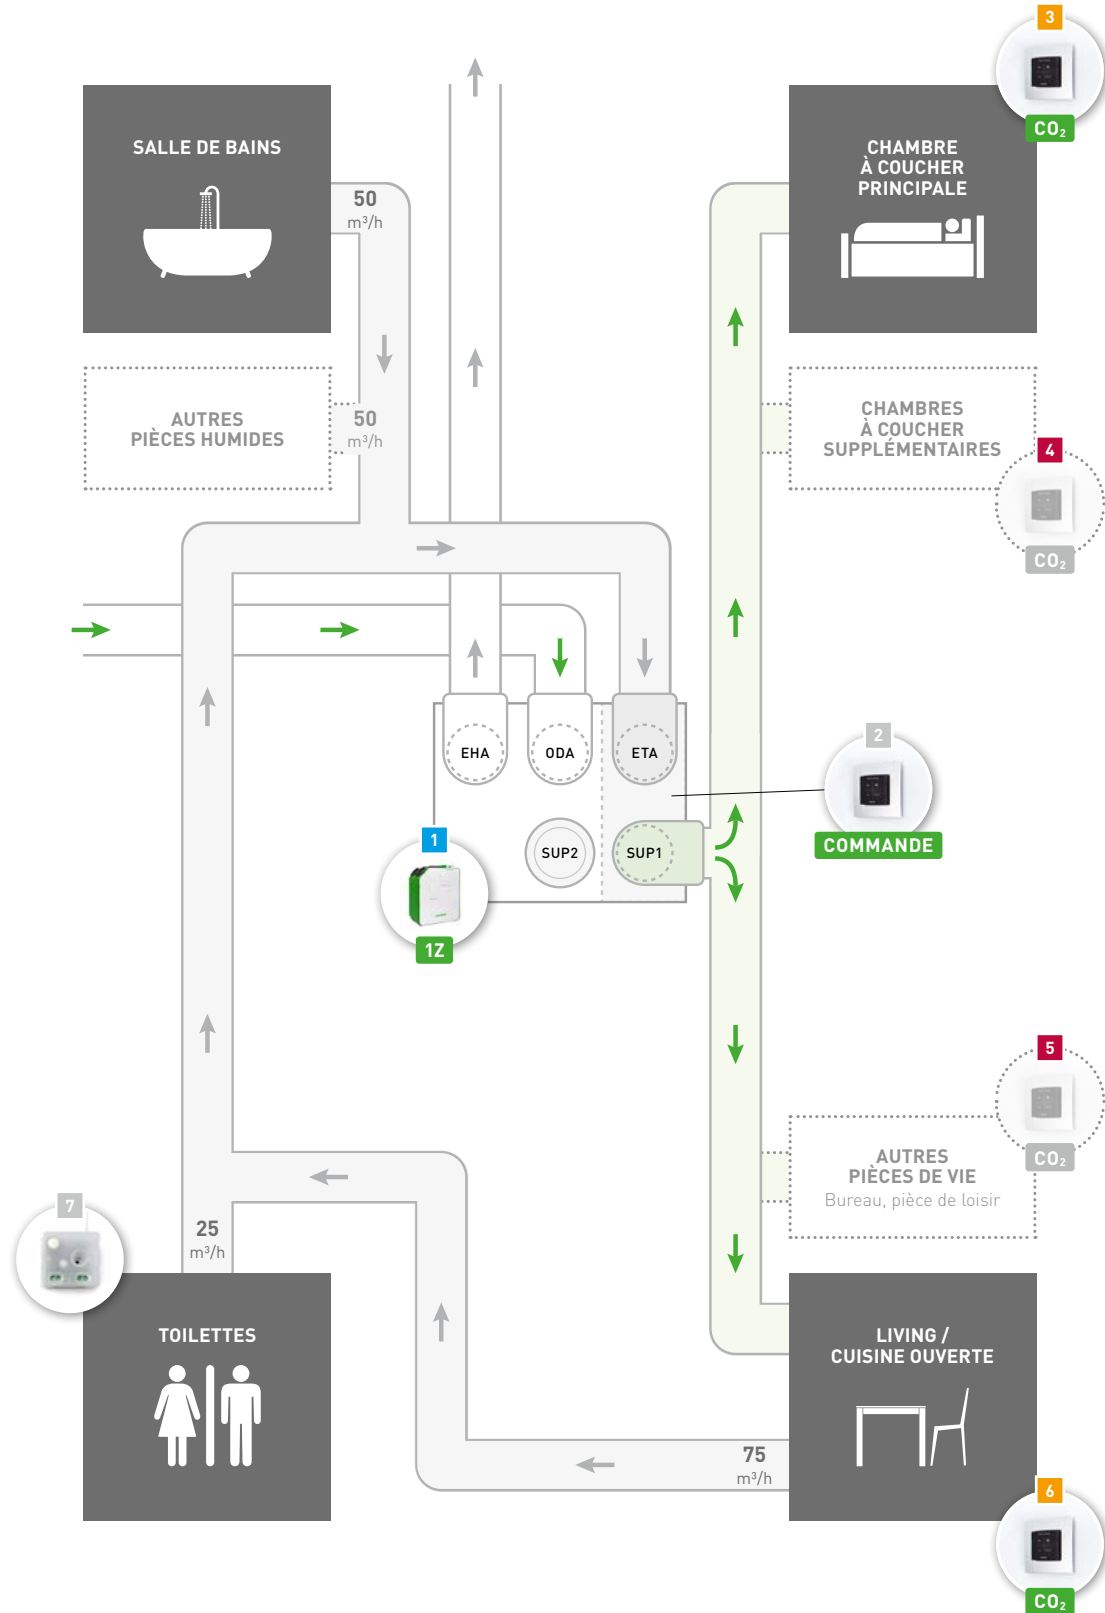 3
CO₂
SALLE DE BAINS
50
m³/h
CHAMBRE
À COUCHER
PRINCIPALE
AUTRES
PIÈCES HUMIDES
50
m³/h
CHAMBRES
À COUCHER
SUPPLÉMENTAIRES
4
CO₂
EHA
ODA
ETA
2
COMMANDE
1
1Z
SUP2
SUP1
5
CO₂
AUTRES
PIÈCES DE VIE
Bureau, pièce de loisir
7
25
m³/h
TOILETTES
LIVING /
CUISINE OUVERTE
75
m³/h
6
CO₂